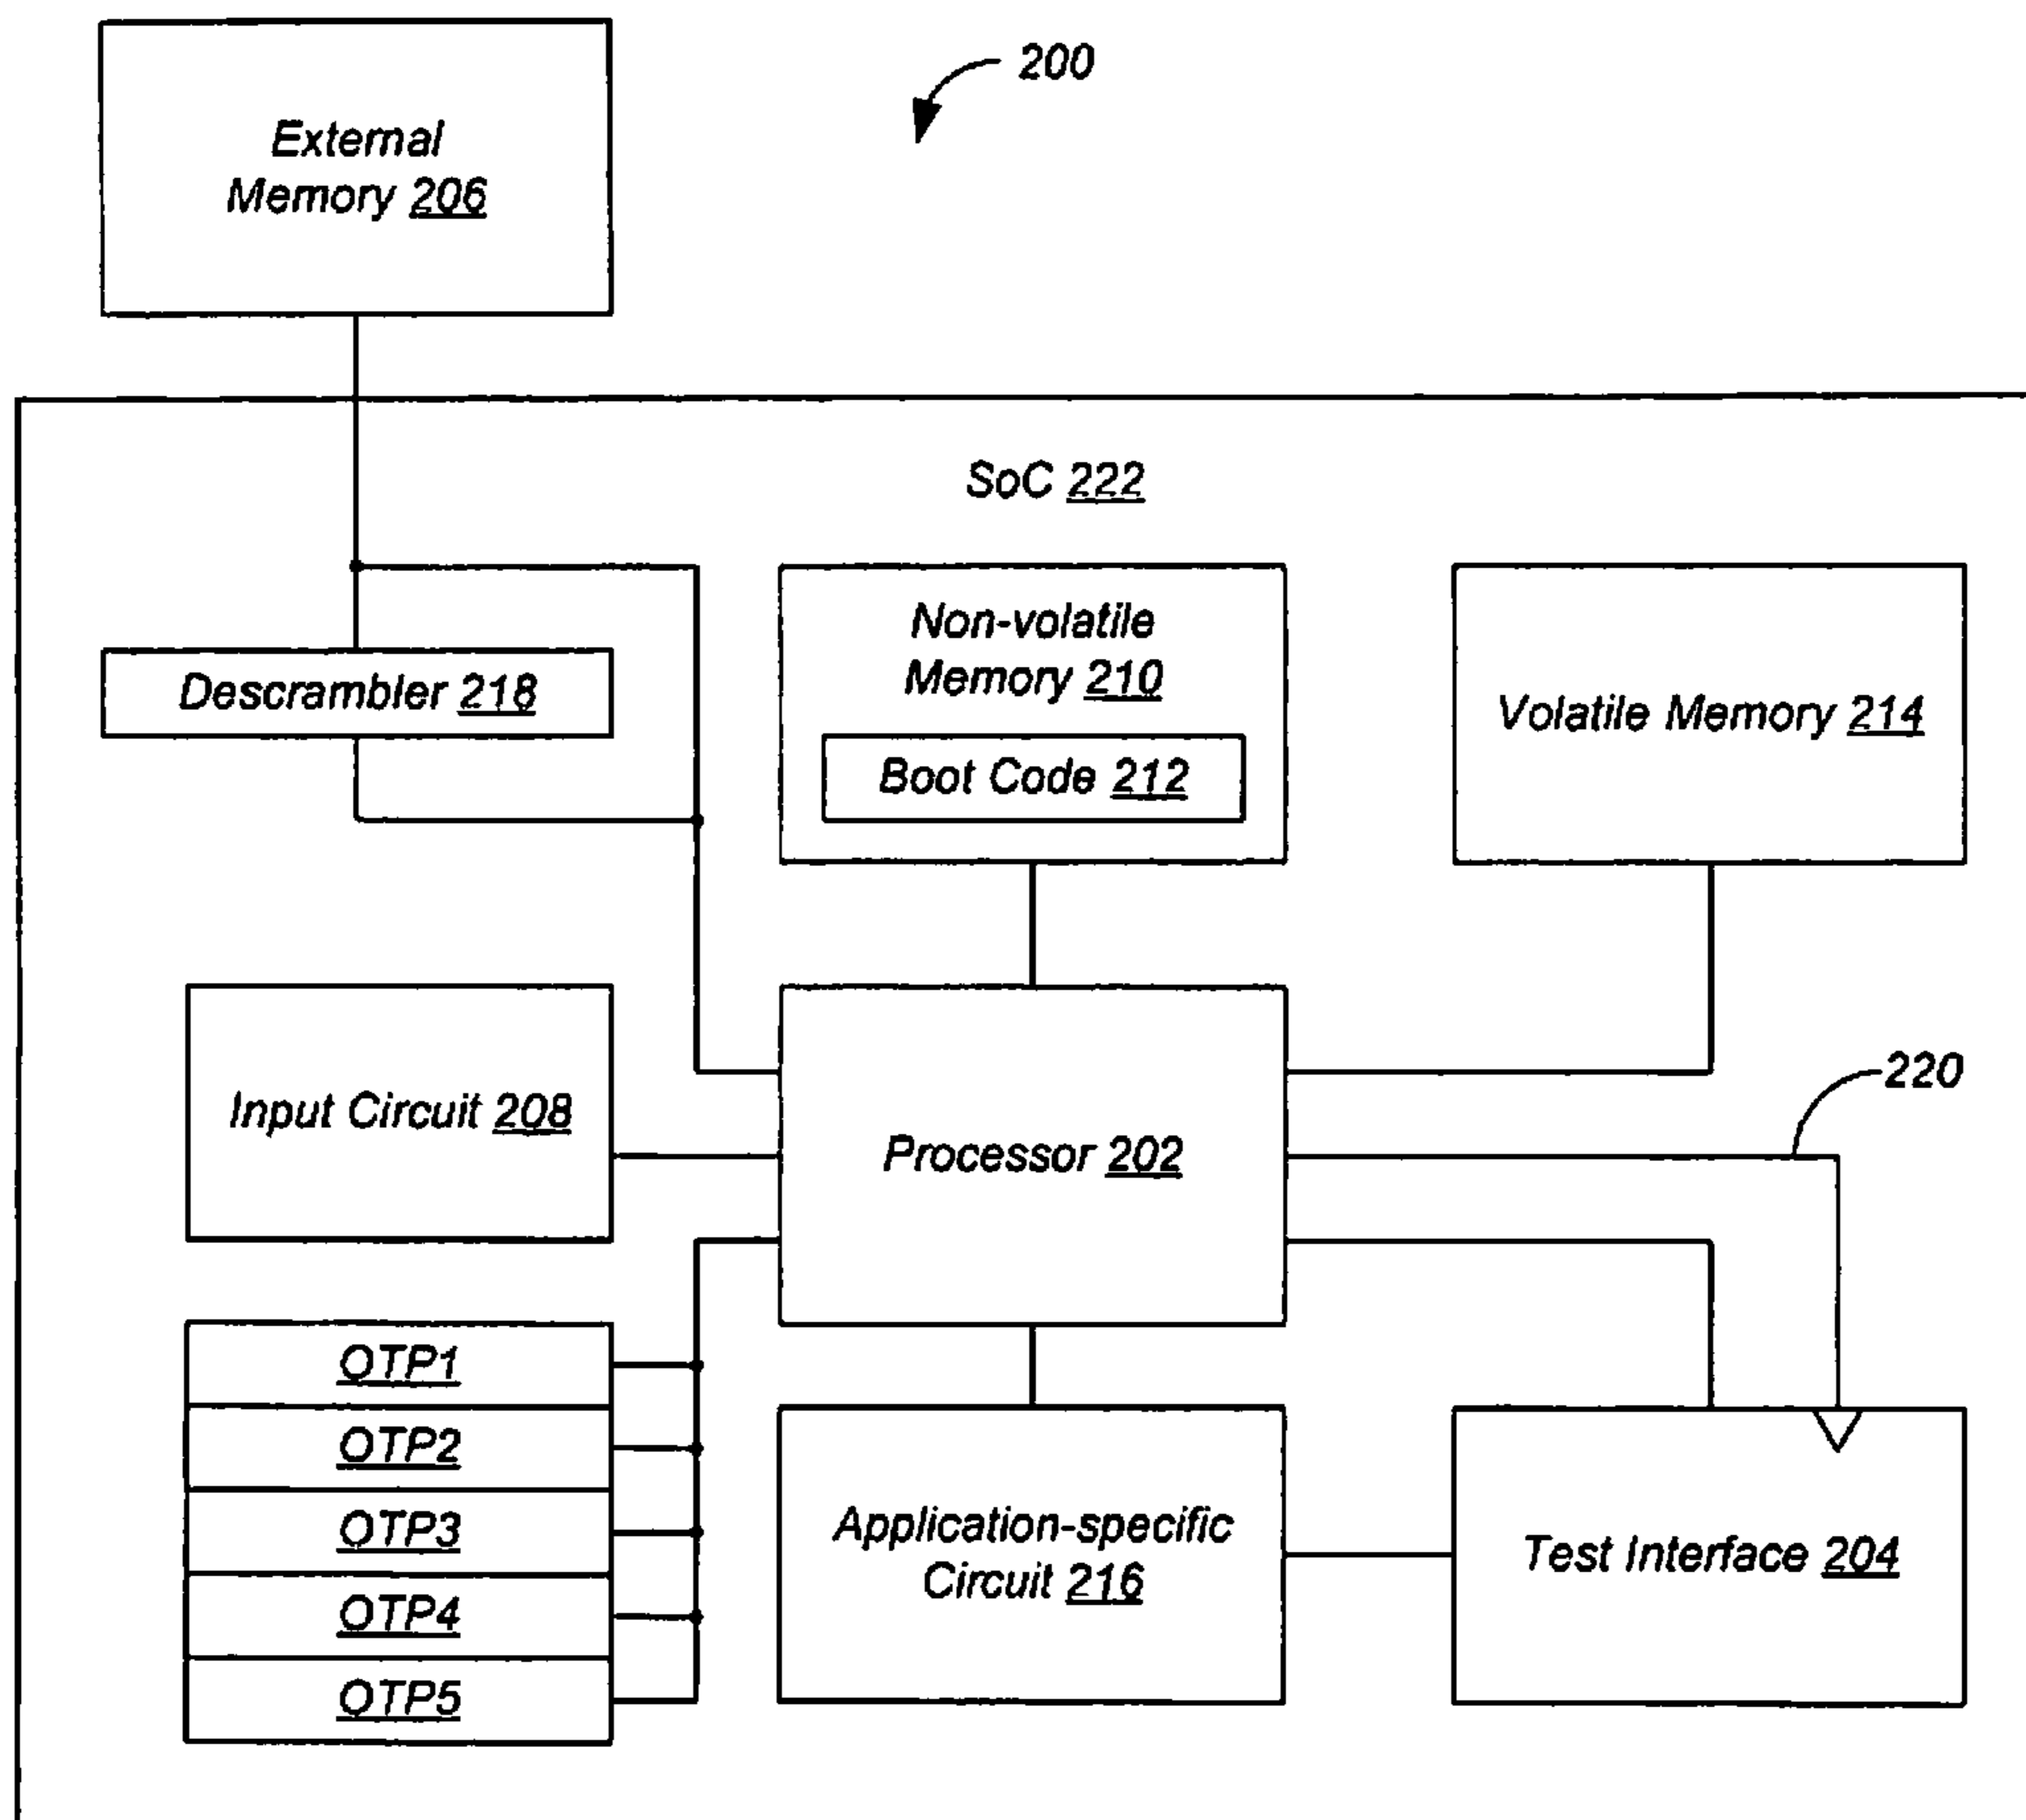 External
Memory 206
200
SoC 222
Descrambler 218
Non-volatile
Memory 210
Boot Code 212
Volatile Memory 214
Input Circuit 208
Processor 202
220
OTP1
OTP2
OTP3
OTP4
OTP5
Application-specific
Circuit 216
Test Interface 204